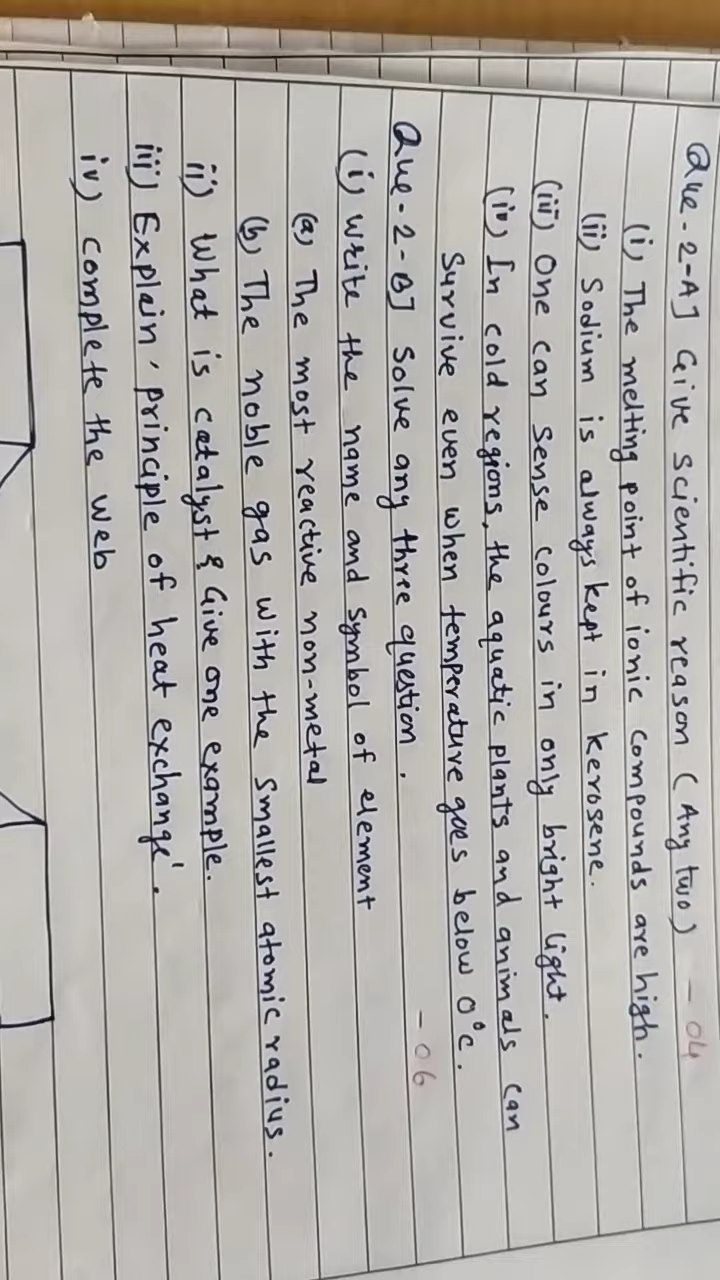 Que-2-A] Give scientific reason (Any two) - 04
(i) The melting point of ionic compounds are high.
(ii) Sodium is always kept in kerosene.
(iii) One can sense colours in only bright light.
(iv) In cold regions, the aquatic plants and animals can
survive even when temperature goes below 0°c.
Que-2-B] Solve any three question. - 06
(i) write the name and symbol of element
(a) The most reactive non-metal
(b) The noble gas with the smallest atomic radius.
ii) What is catalyst & Give one example.
iii) Explain 'principle of heat exchange'.
iv) complete the web